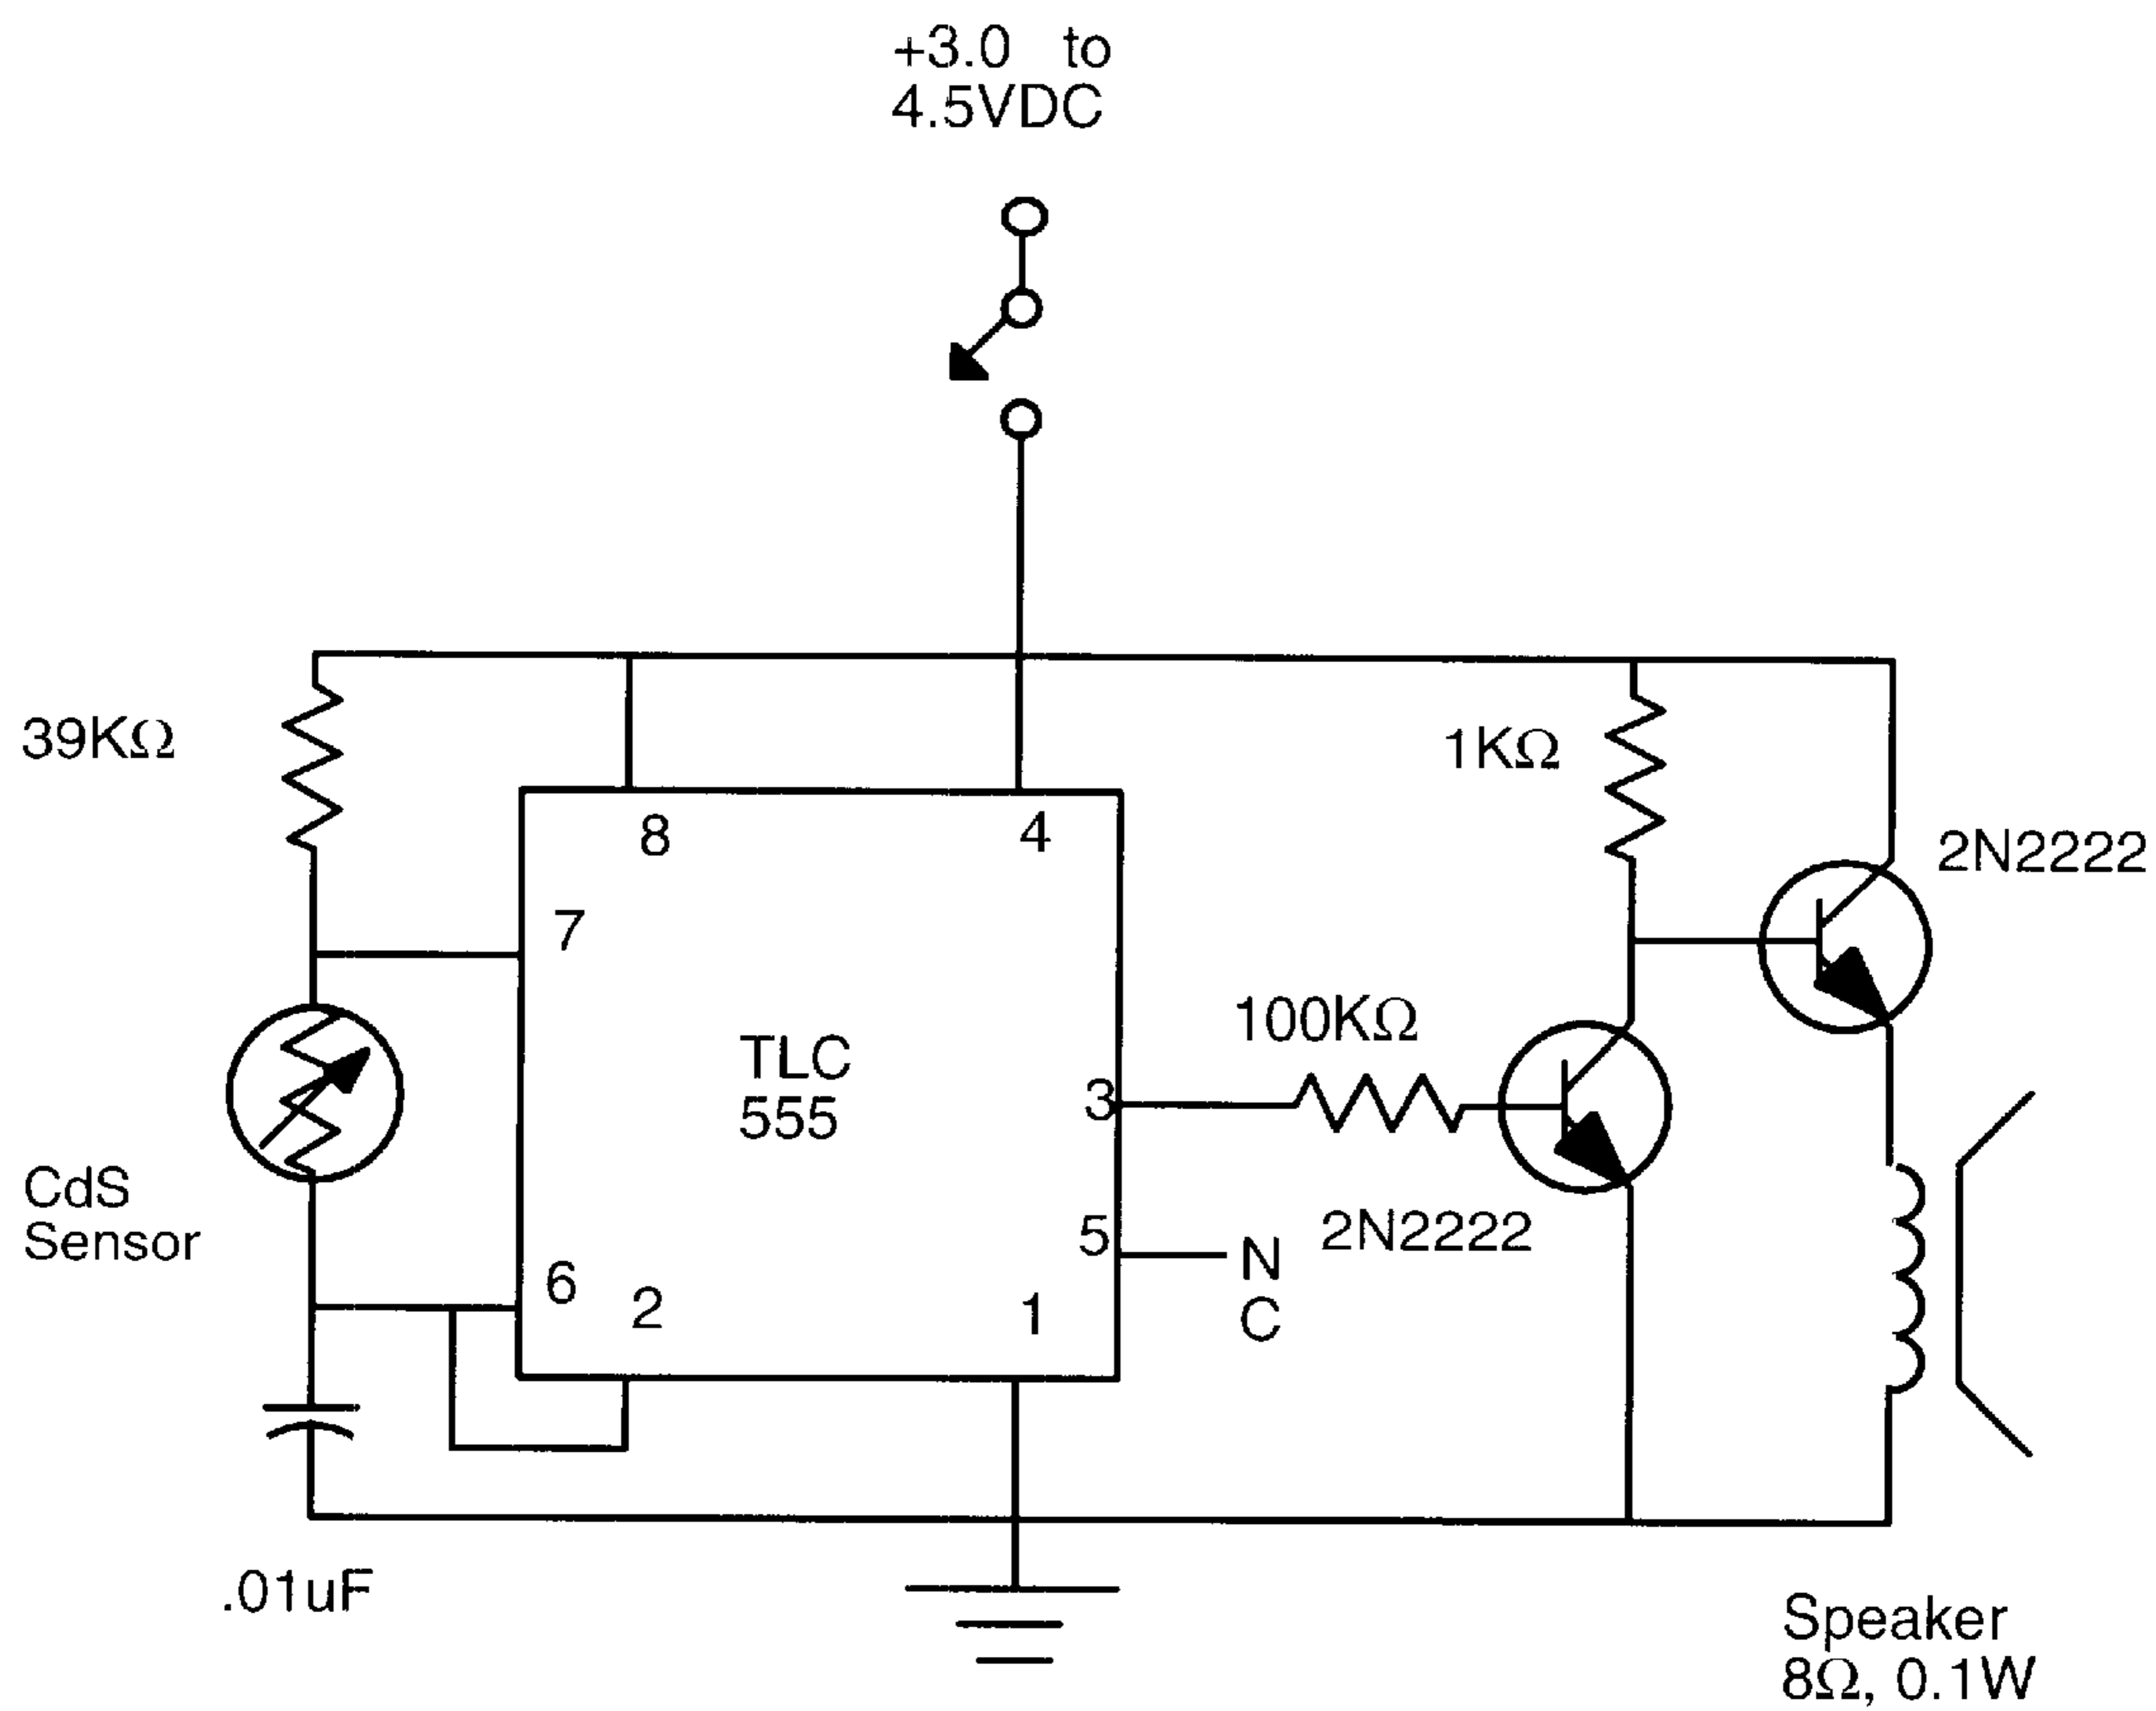 +3.0 to
4.5VDC
39KΩ
1KΩ
8
4
2N2222
7
100KΩ
TLC
555
3
CdS
Sensor
5
N
C
2N2222
6
2
1
.01uF
Speaker
8Ω, 0.1W